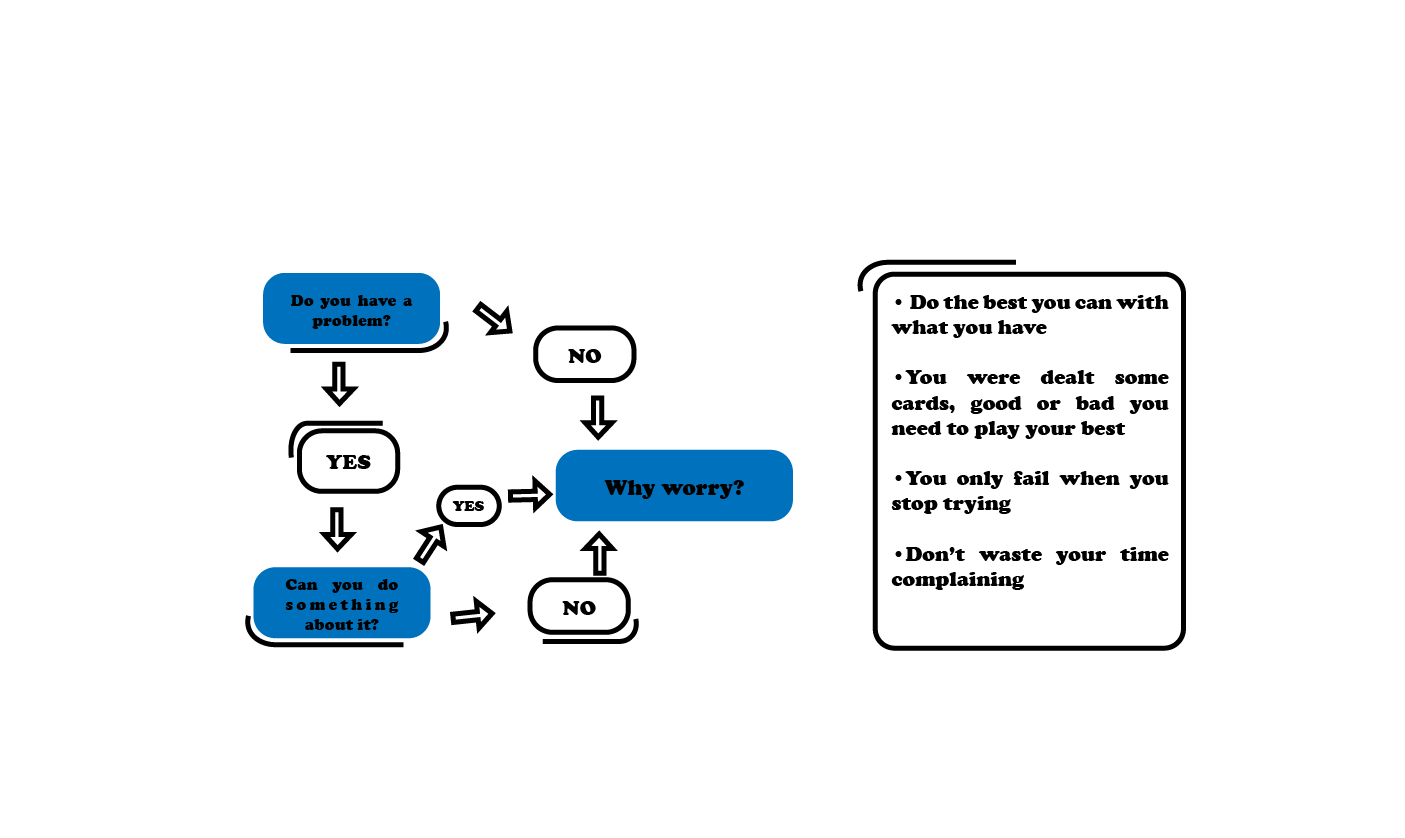 Do you have a
problem?
NO
YES
YES
Why worry?
Can you do
something
about it?
NO
• Do the best you can with
what you have
•You were dealt some
cards, good or bad you
need to play your best
•You only fail when you
stop trying
•Don't waste your time
complaining